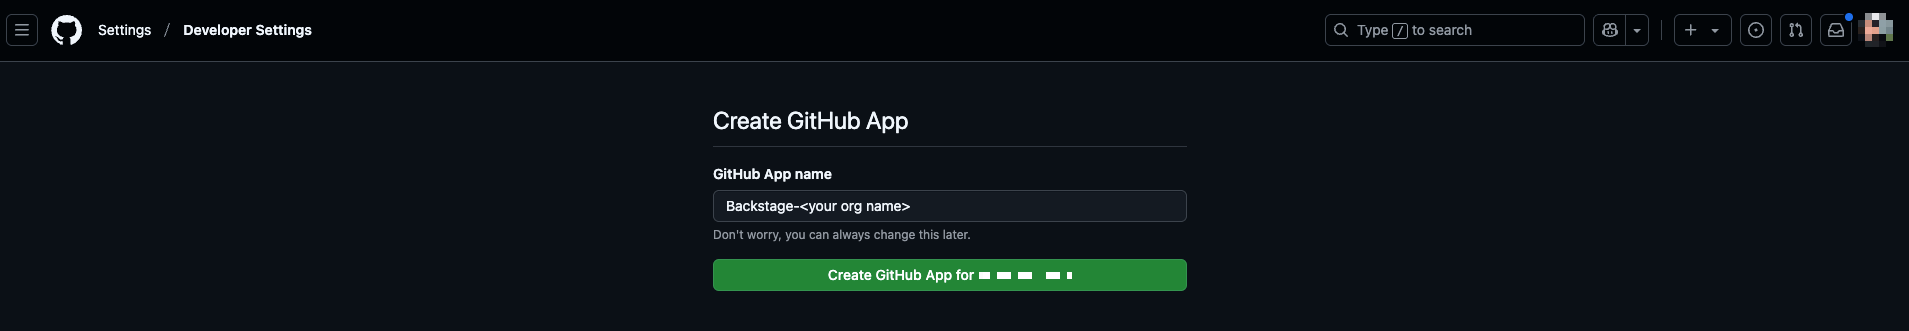 Settings / Developer Settings
Type / to search
Create GitHub App
GitHub App name
Backstage-<your org name>
Don't worry, you can always change this later.
Create GitHub App for